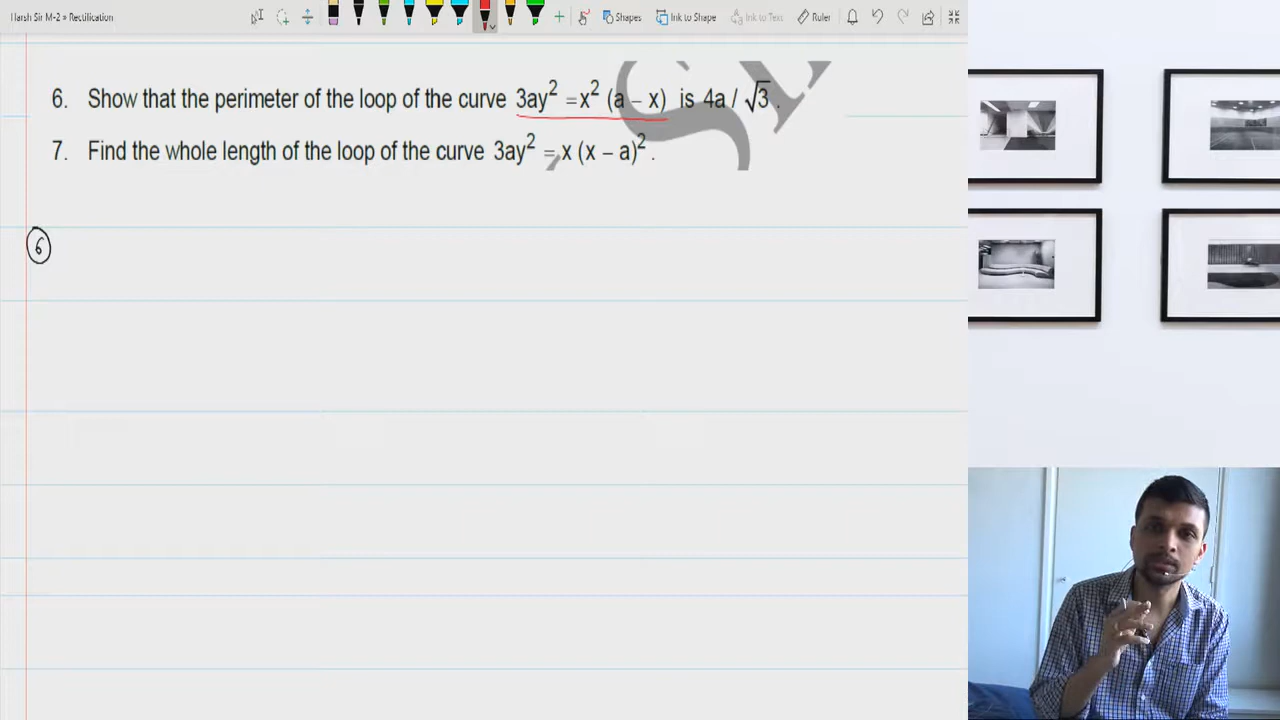 Harsh Sir M-2 » Rectification
Shapes Ink to Shape Ink to Text Ruler
6. Show that the perimeter of the loop of the curve 3ay² = x² (a – x) is 4a / √3 .
7. Find the whole length of the loop of the curve 3ay² = x (x – a)² .
6